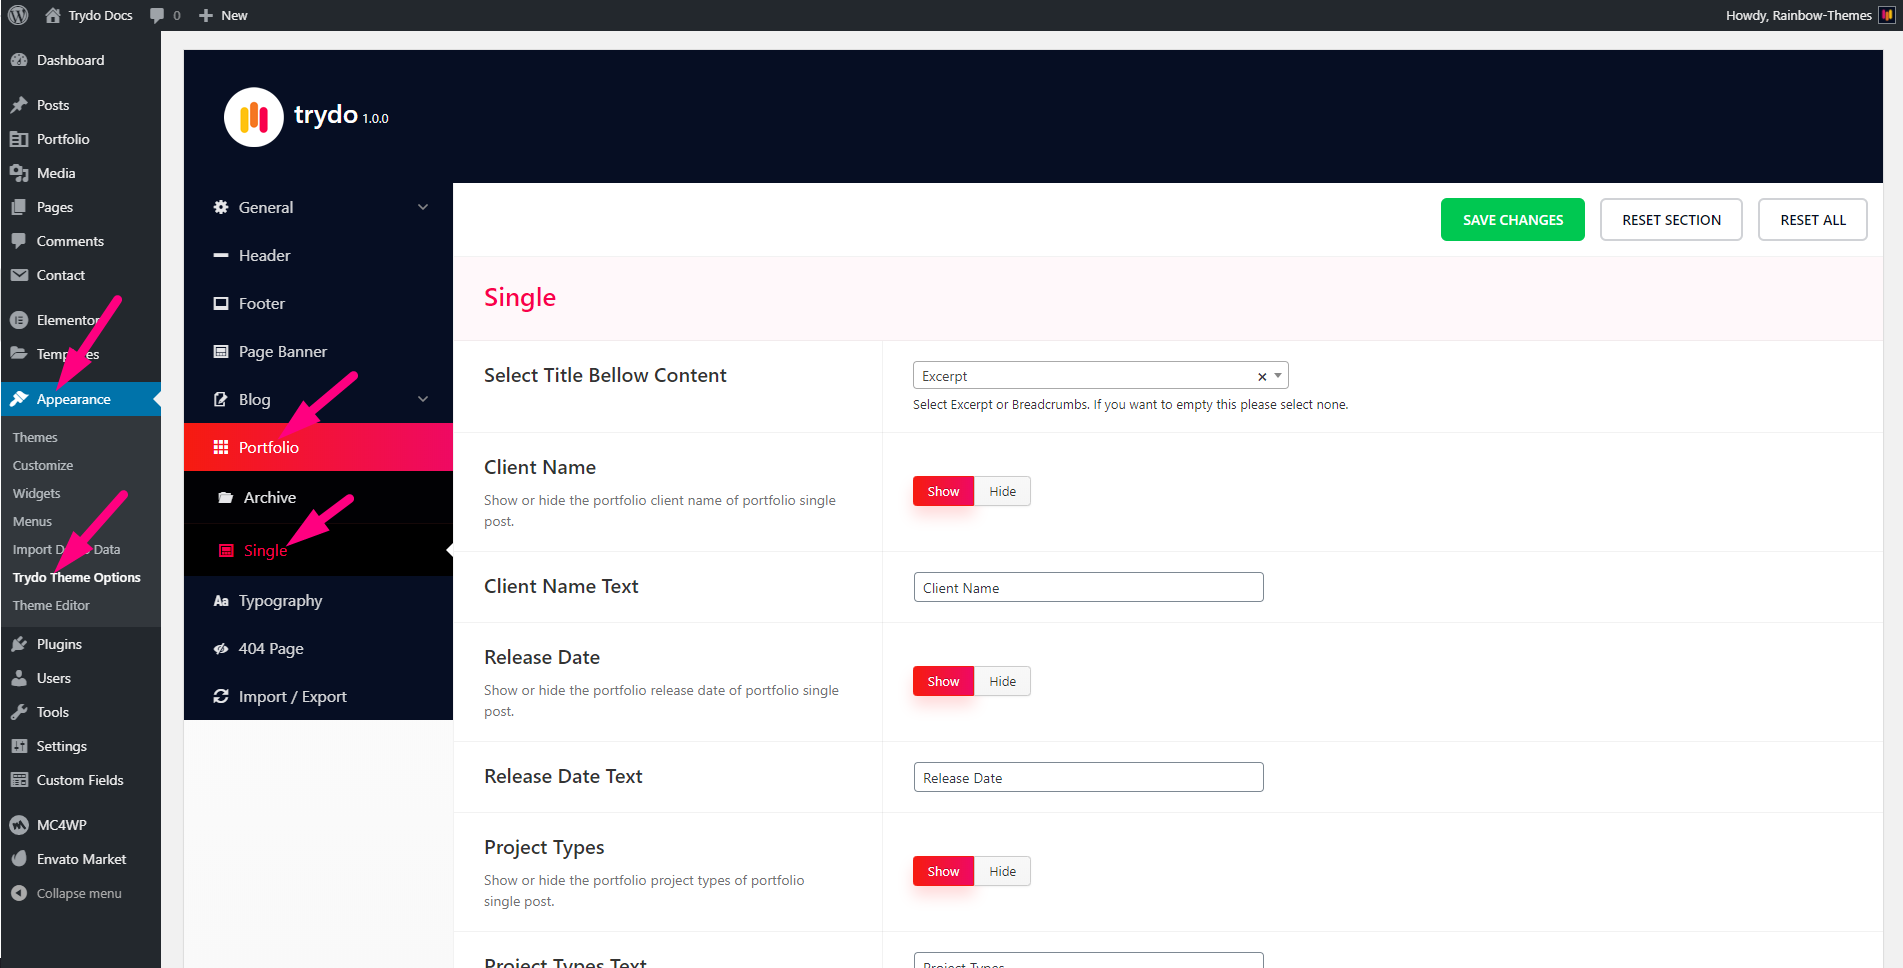 Trydo Docs
0
New
Howdy, Rainbow-Themes
Dashboard
Posts
Portfolio
Media
Pages
Comments
Contact
Elementor
Appearance
Themes
Customize
Widgets
Menus
Import Data
Trydo Theme Options
Theme Editor
Plugins
Users
Tools
Settings
Custom Fields
MC4WP
Envato Market
Collapse menu
trydo 1.0.0
General
Header
Footer
Page Banner
Blog
Portfolio
Archive
Single
Aa Typography
404 Page
Import / Export
SAVE CHANGES
RESET SECTION
RESET ALL
Single
Select Title Bellow Content
Excerpt
Select Excerpt or Breadcrumbs. If you want to empty this please select none.
Client Name
Show or hide the portfolio client name of portfolio single
post.
Show
Hide
Client Name Text
Client Name
Release Date
Show or hide the portfolio release date of portfolio single
post.
Show
Hide
Release Date Text
Release Date
Project Types
Show or hide the portfolio project types of portfolio
single post.
Show
Hide
Project Types Text
Project Types